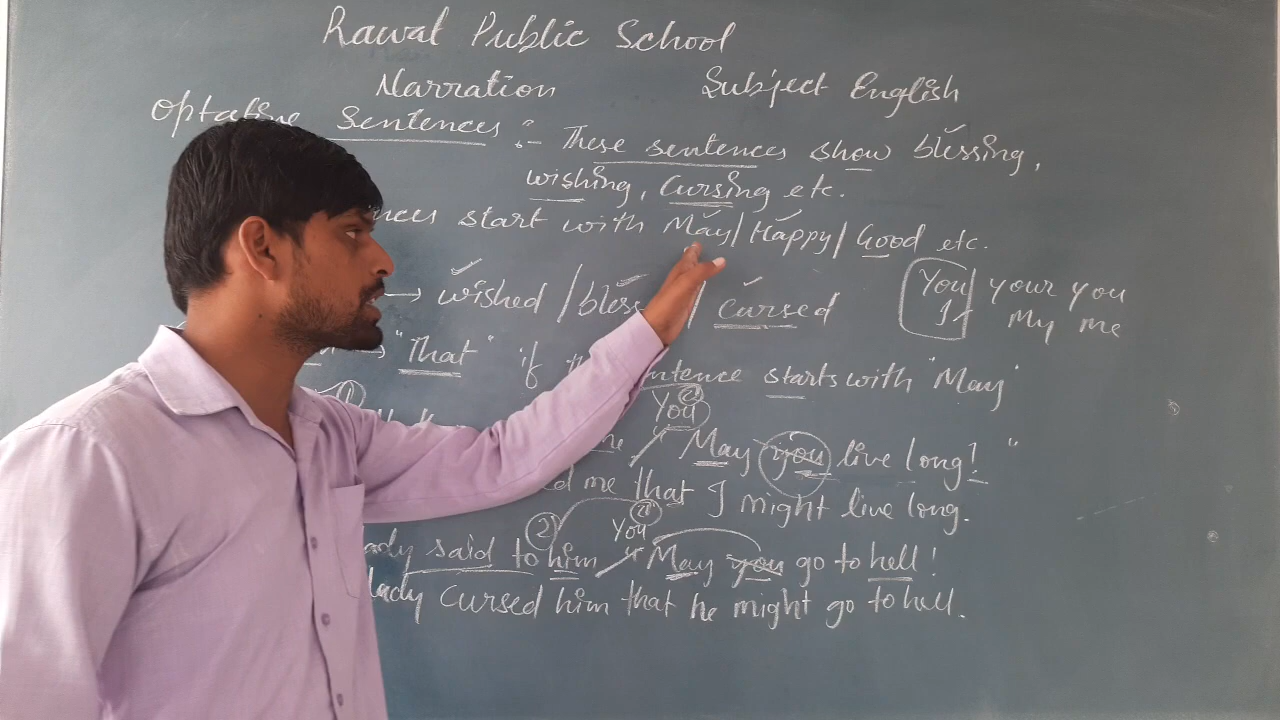 Rawat Public School
Narration Subject English
Optative Sentences :- These sentences show blessing,
wishing, Cursing etc.
start with May/Happy/Good etc.
→ wished / / cursed
You/ your you
I/ My me
→ "That" if sentence starts with "May"
①
You
May you live long! "
me that I might live long.
② You
said to him May you go to hell!
lady cursed him that he might go to hell.